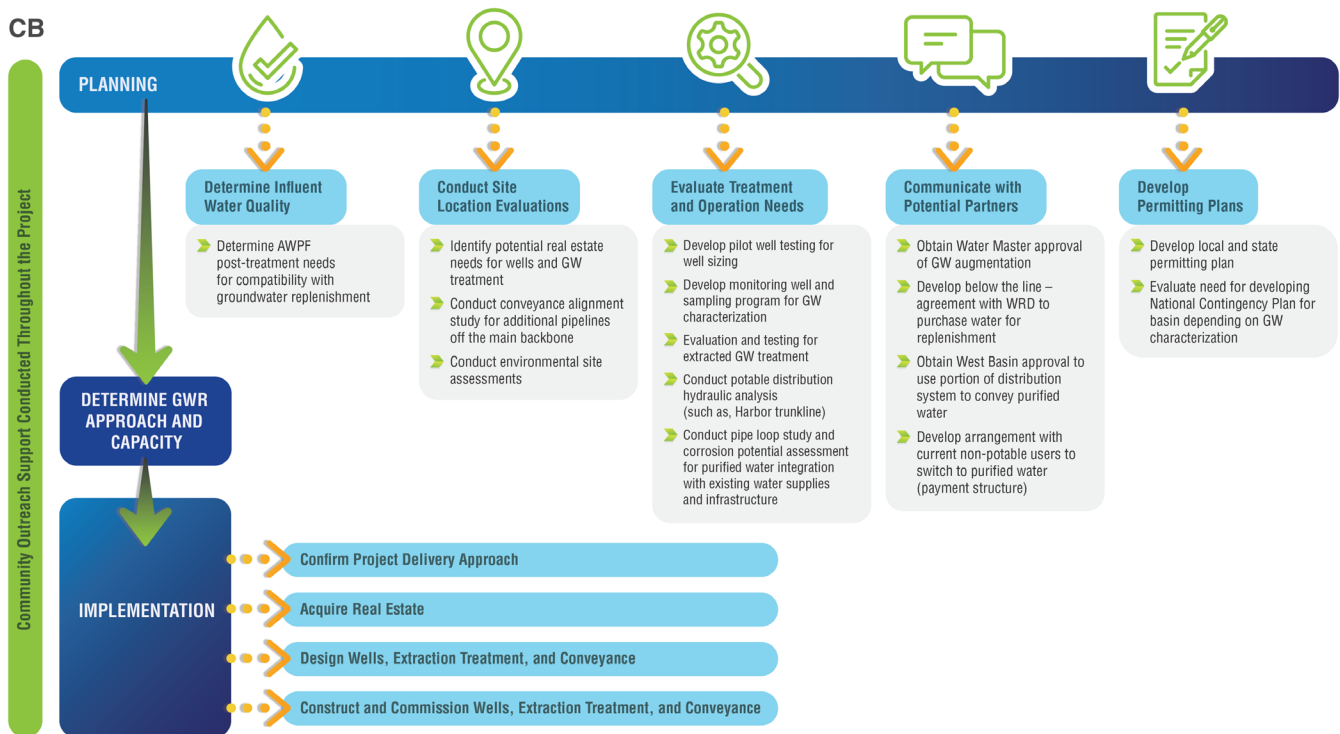 CB
Community Outreach Support Conducted Throughout the Project
PLANNING
Determine Influent
Water Quality
Determine AWPF
post-treatment needs
for compatibility with
groundwater replenishment
Conduct Site
Location Evaluations
Identify potential real estate
needs for wells and GW
treatment
Conduct conveyance alignment
study for additional pipelines
off the main backbone
Conduct environmental site
assessments
Evaluate Treatment
and Operation Needs
Develop pilot well testing for
well sizing
Develop monitoring well and
sampling program for GW
characterization
Evaluation and testing for
extracted GW treatment
Conduct potable distribution
hydraulic analysis
(such as, Harbor trunkline)
Conduct pipe loop study and
corrosion potential assessment
for purified water integration
with existing water supplies
and infrastructure
Communicate with
Potential Partners
Obtain Water Master approval
of GW augmentation
Develop below the line –
agreement with WRD to
purchase water for
replenishment
Obtain West Basin approval to
use portion of distribution
system to convey purified
water
Develop arrangement with
current non-potable users to
switch to purified water
(payment structure)
Develop
Permitting Plans
Develop local and state
permitting plan
Evaluate need for developing
National Contingency Plan for
basin depending on GW
characterization
DETERMINE GWR
APPROACH AND
CAPACITY
IMPLEMENTATION
Confirm Project Delivery Approach
Acquire Real Estate
Design Wells, Extraction Treatment, and Conveyance
Construct and Commission Wells, Extraction Treatment, and Conveyance